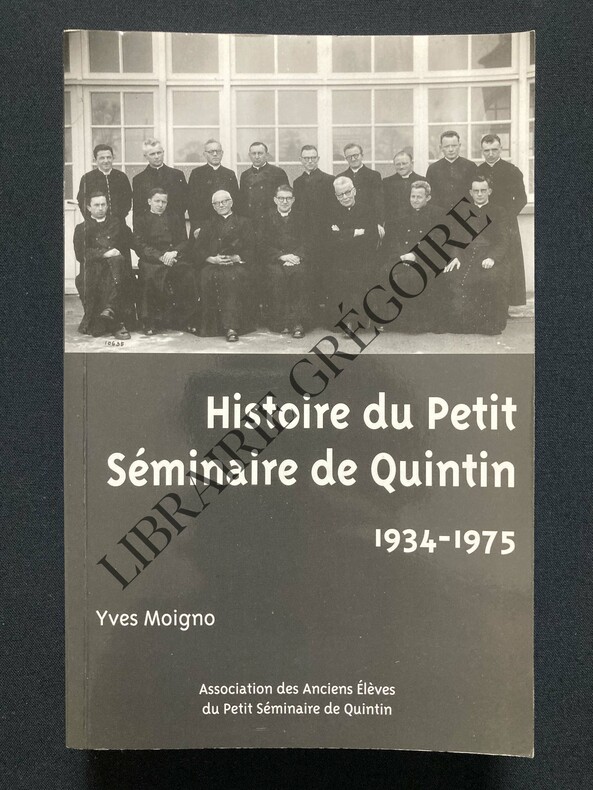 10638
Histoire du Petit
Séminaire de Quintin
1934-1975
Yves Moigno
Association des Anciens Élèves
du Petit Séminaire de Quintin
LIBRAIRIE GRÉGOIRE